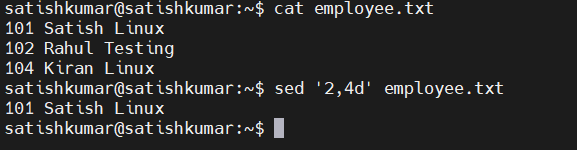 satishkumar@satishkumar:~$ cat employee.txt
101 Satish Linux
102 Rahul Testing
104 Kiran Linux
satishkumar@satishkumar:~$ sed '2,4d' employee.txt
101 Satish Linux
satishkumar@satishkumar:~$